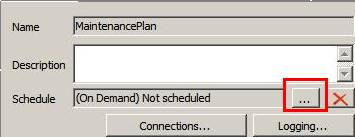 Name MaintenancePlan
Description
Schedule (On Demand) Not scheduled ...
Connections... Logging...